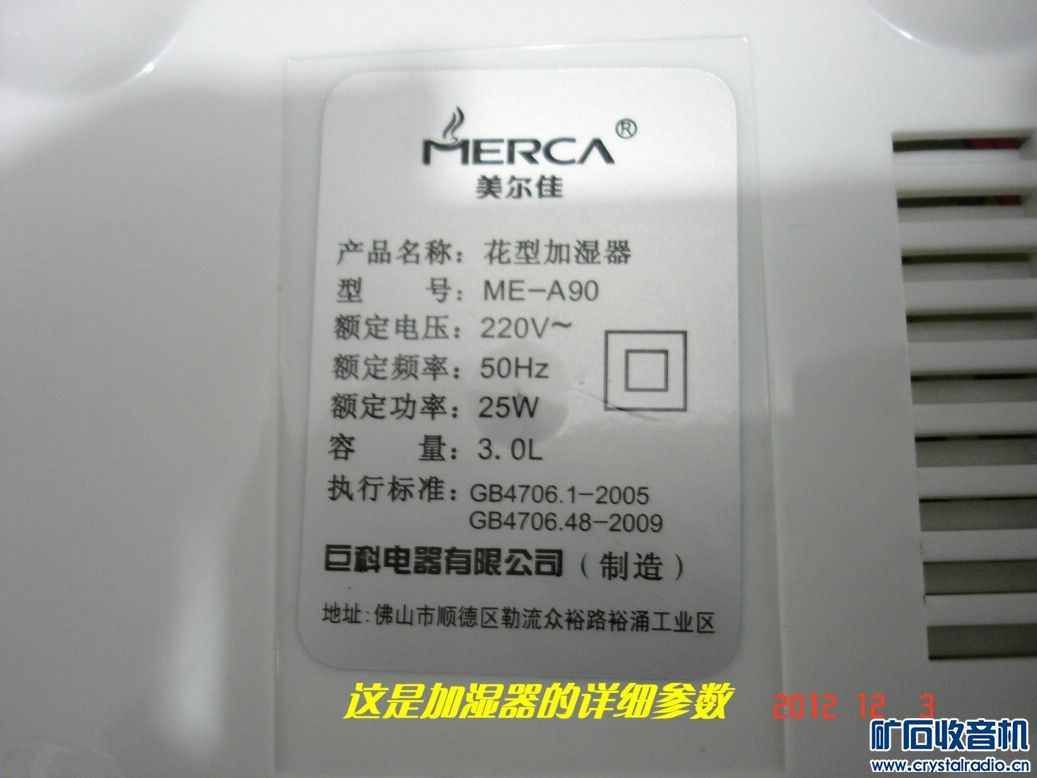 MERCA®
美尔佳
产品名称：花型加湿器
型 号：ME-A90
额定电压：220V~
额定频率：50Hz
额定功率：25W
容 量：3.0L
执行标准：GB4706.1-2005
GB4706.48-2009
巨科电器有限公司（制造）
地址：佛山市顺德区勒流众裕路裕涌工业区
这是加湿器的详细参数
2012 12 3
矿石收音机
www.crystalradio.cn